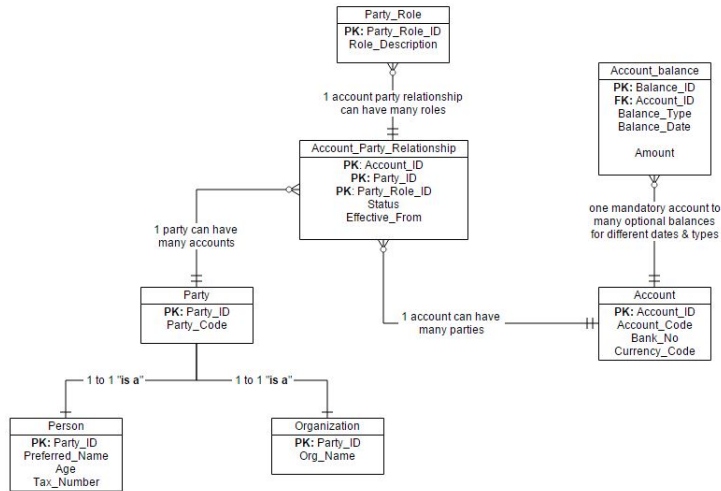 Party_Role
PK: Party_Role_ID
Role_Description
1 account party relationship
can have many roles
Account_balance
PK: Balance_ID
FK: Account_ID
Balance_Type
Balance_Date
Amount
Account_Party_Relationship
PK: Account_ID
PK: Party_ID
PK: Party_Role_ID
Status
Effective_From
one mandatory account to
many optional balances
for different dates & types
1 party can have
many accounts
Party
PK: Party_ID
Party_Code
1 account can have
many parties
Account
PK: Account_ID
Account_Code
Bank_No
Currency_Code
1 to 1 "is a"
1 to 1 "is a"
Person
PK: Party_ID
Preferred_Name
Age
Tax_Number
Organization
PK: Party_ID
Org_Name